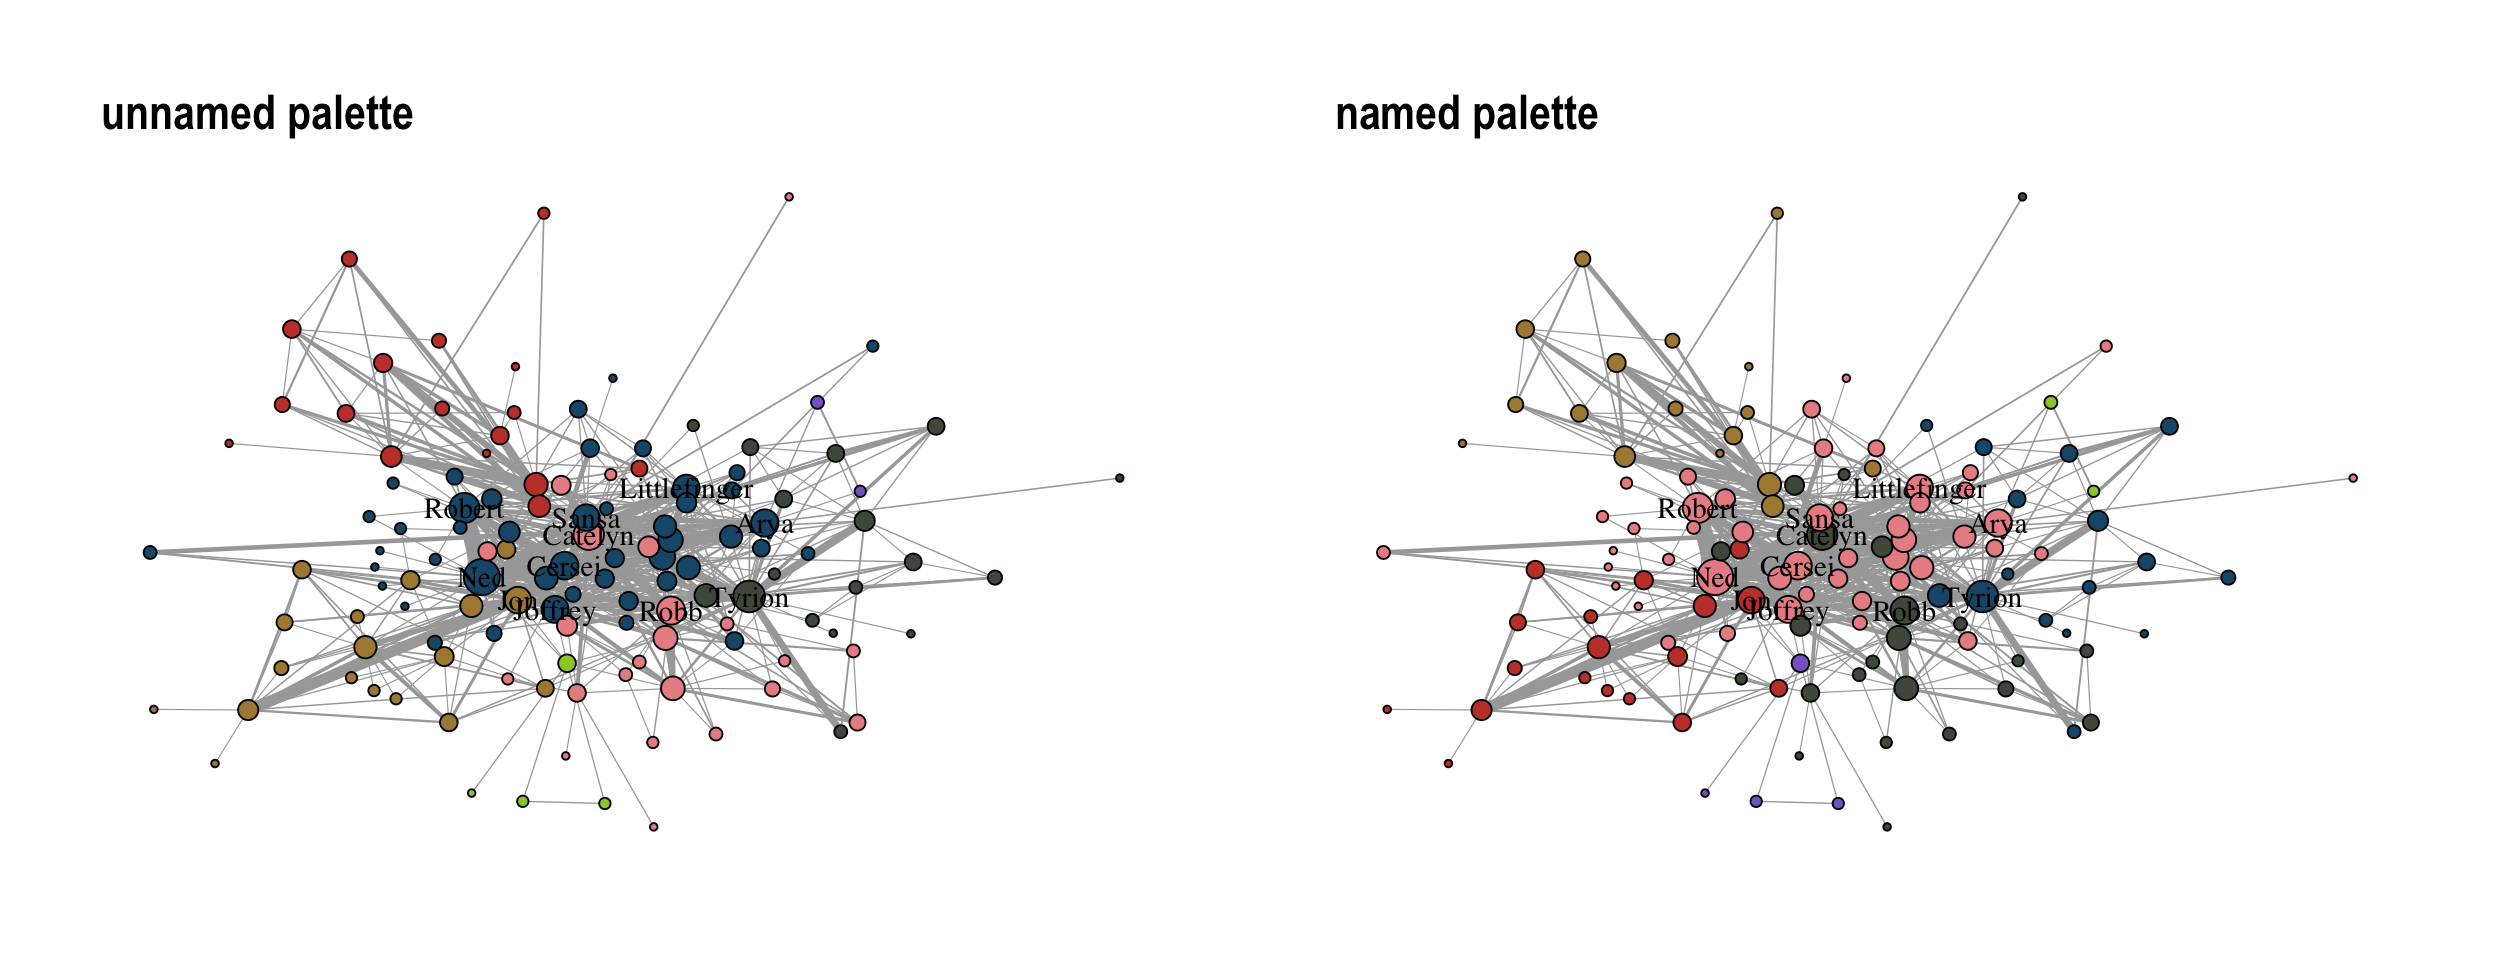 unnamed palette
Littlefinger
Robert
Sansa
Arya
Catelyn
Cersei
Ned
Jon
Joffrey
Robb
Tyrion
named palette
Littlefinger
Robert
Sansa
Arya
Catelyn
Cersei
Ned
Jon
Joffrey
Robb
Tyrion